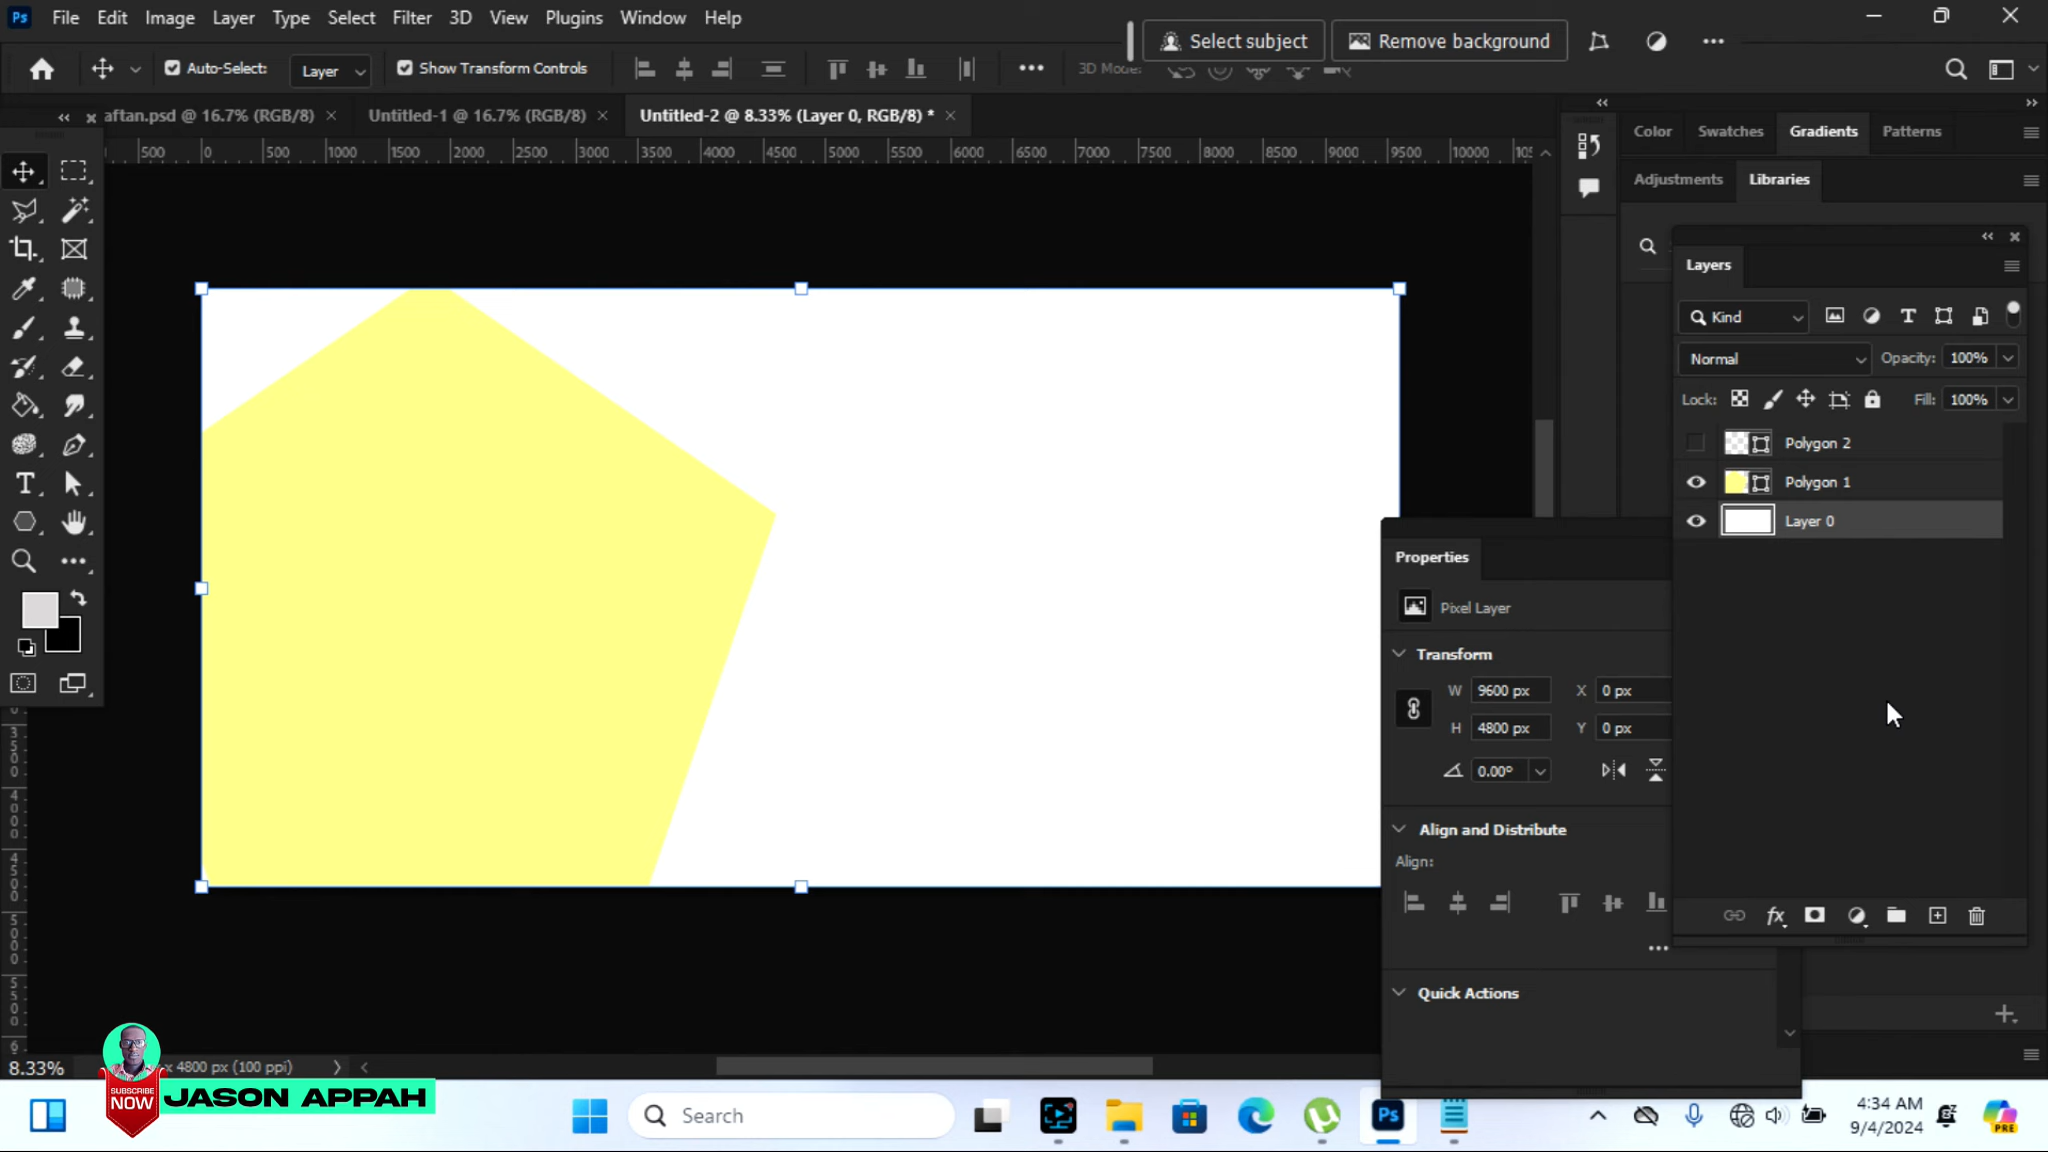 Ps File Edit Image Layer Type Select Filter 3D View Plugins Window Help
Select subject Remove background
Auto-Select: Layer Show Transform Controls 3D Mode:
aftan.psd @ 16.7% (RGB/8) × Untitled-1 @ 16.7% (RGB/8) × Untitled-2 @ 8.33% (Layer 0, RGB/8) * ×
500 0 500 1000 1500 2000 2500 3000 3500 4000 4500 5000 5500 6000 6500 7000 7500 8000 8500 9000 9500 10000 105
Color Swatches Gradients Patterns
Adjustments Libraries
Layers
Kind
Normal Opacity: 100%
Lock: Fill: 100%
Polygon 2
Polygon 1
Layer 0
Properties
Pixel Layer
Transform
W 9600 px X 0 px
H 4800 px Y 0 px
0.00°
Align and Distribute
Align:
Quick Actions
8.33% x 4800 px (100 ppi)
SUBSCRIBE
NOW
JASON APPAH
Search
Ps
PRE
4:34 AM
9/4/2024